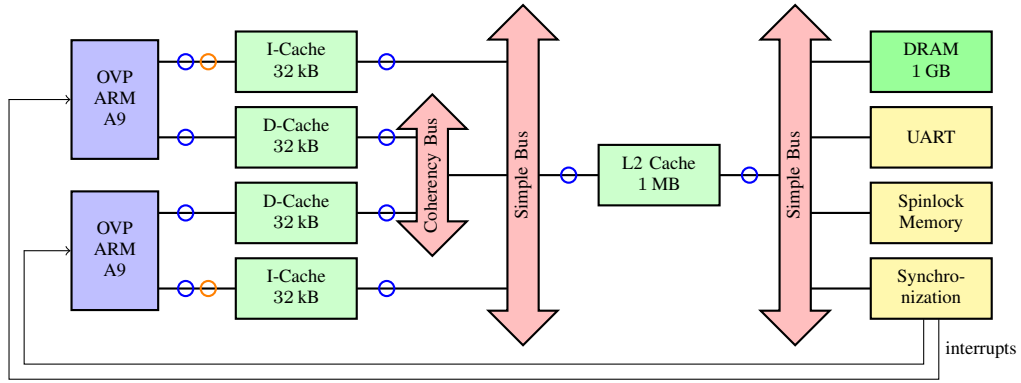 OVP
ARM
A9
I-Cache
32 kB
D-Cache
32 kB
OVP
ARM
A9
D-Cache
32 kB
I-Cache
32 kB
Coherency Bus
Simple Bus
L2 Cache
1 MB
Simple Bus
DRAM
1 GB
UART
Spinlock
Memory
Synchro-
nization
interrupts